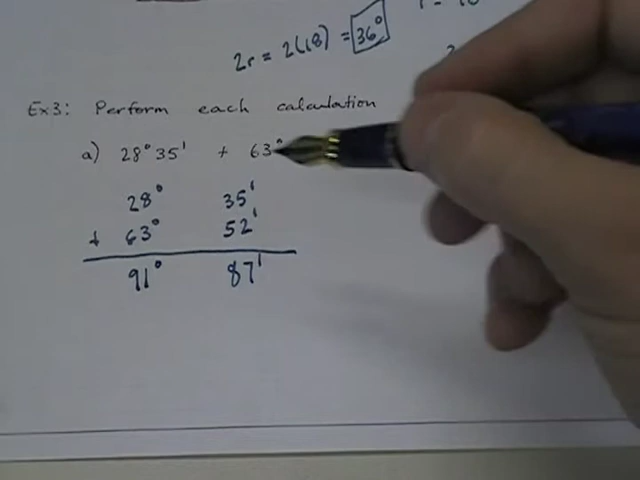 2r = 2(18) = 36°
Ex3: Perform each calculation
a) 28° 35' + 63°
28° 35'
+ 63° 52'
91° 87'